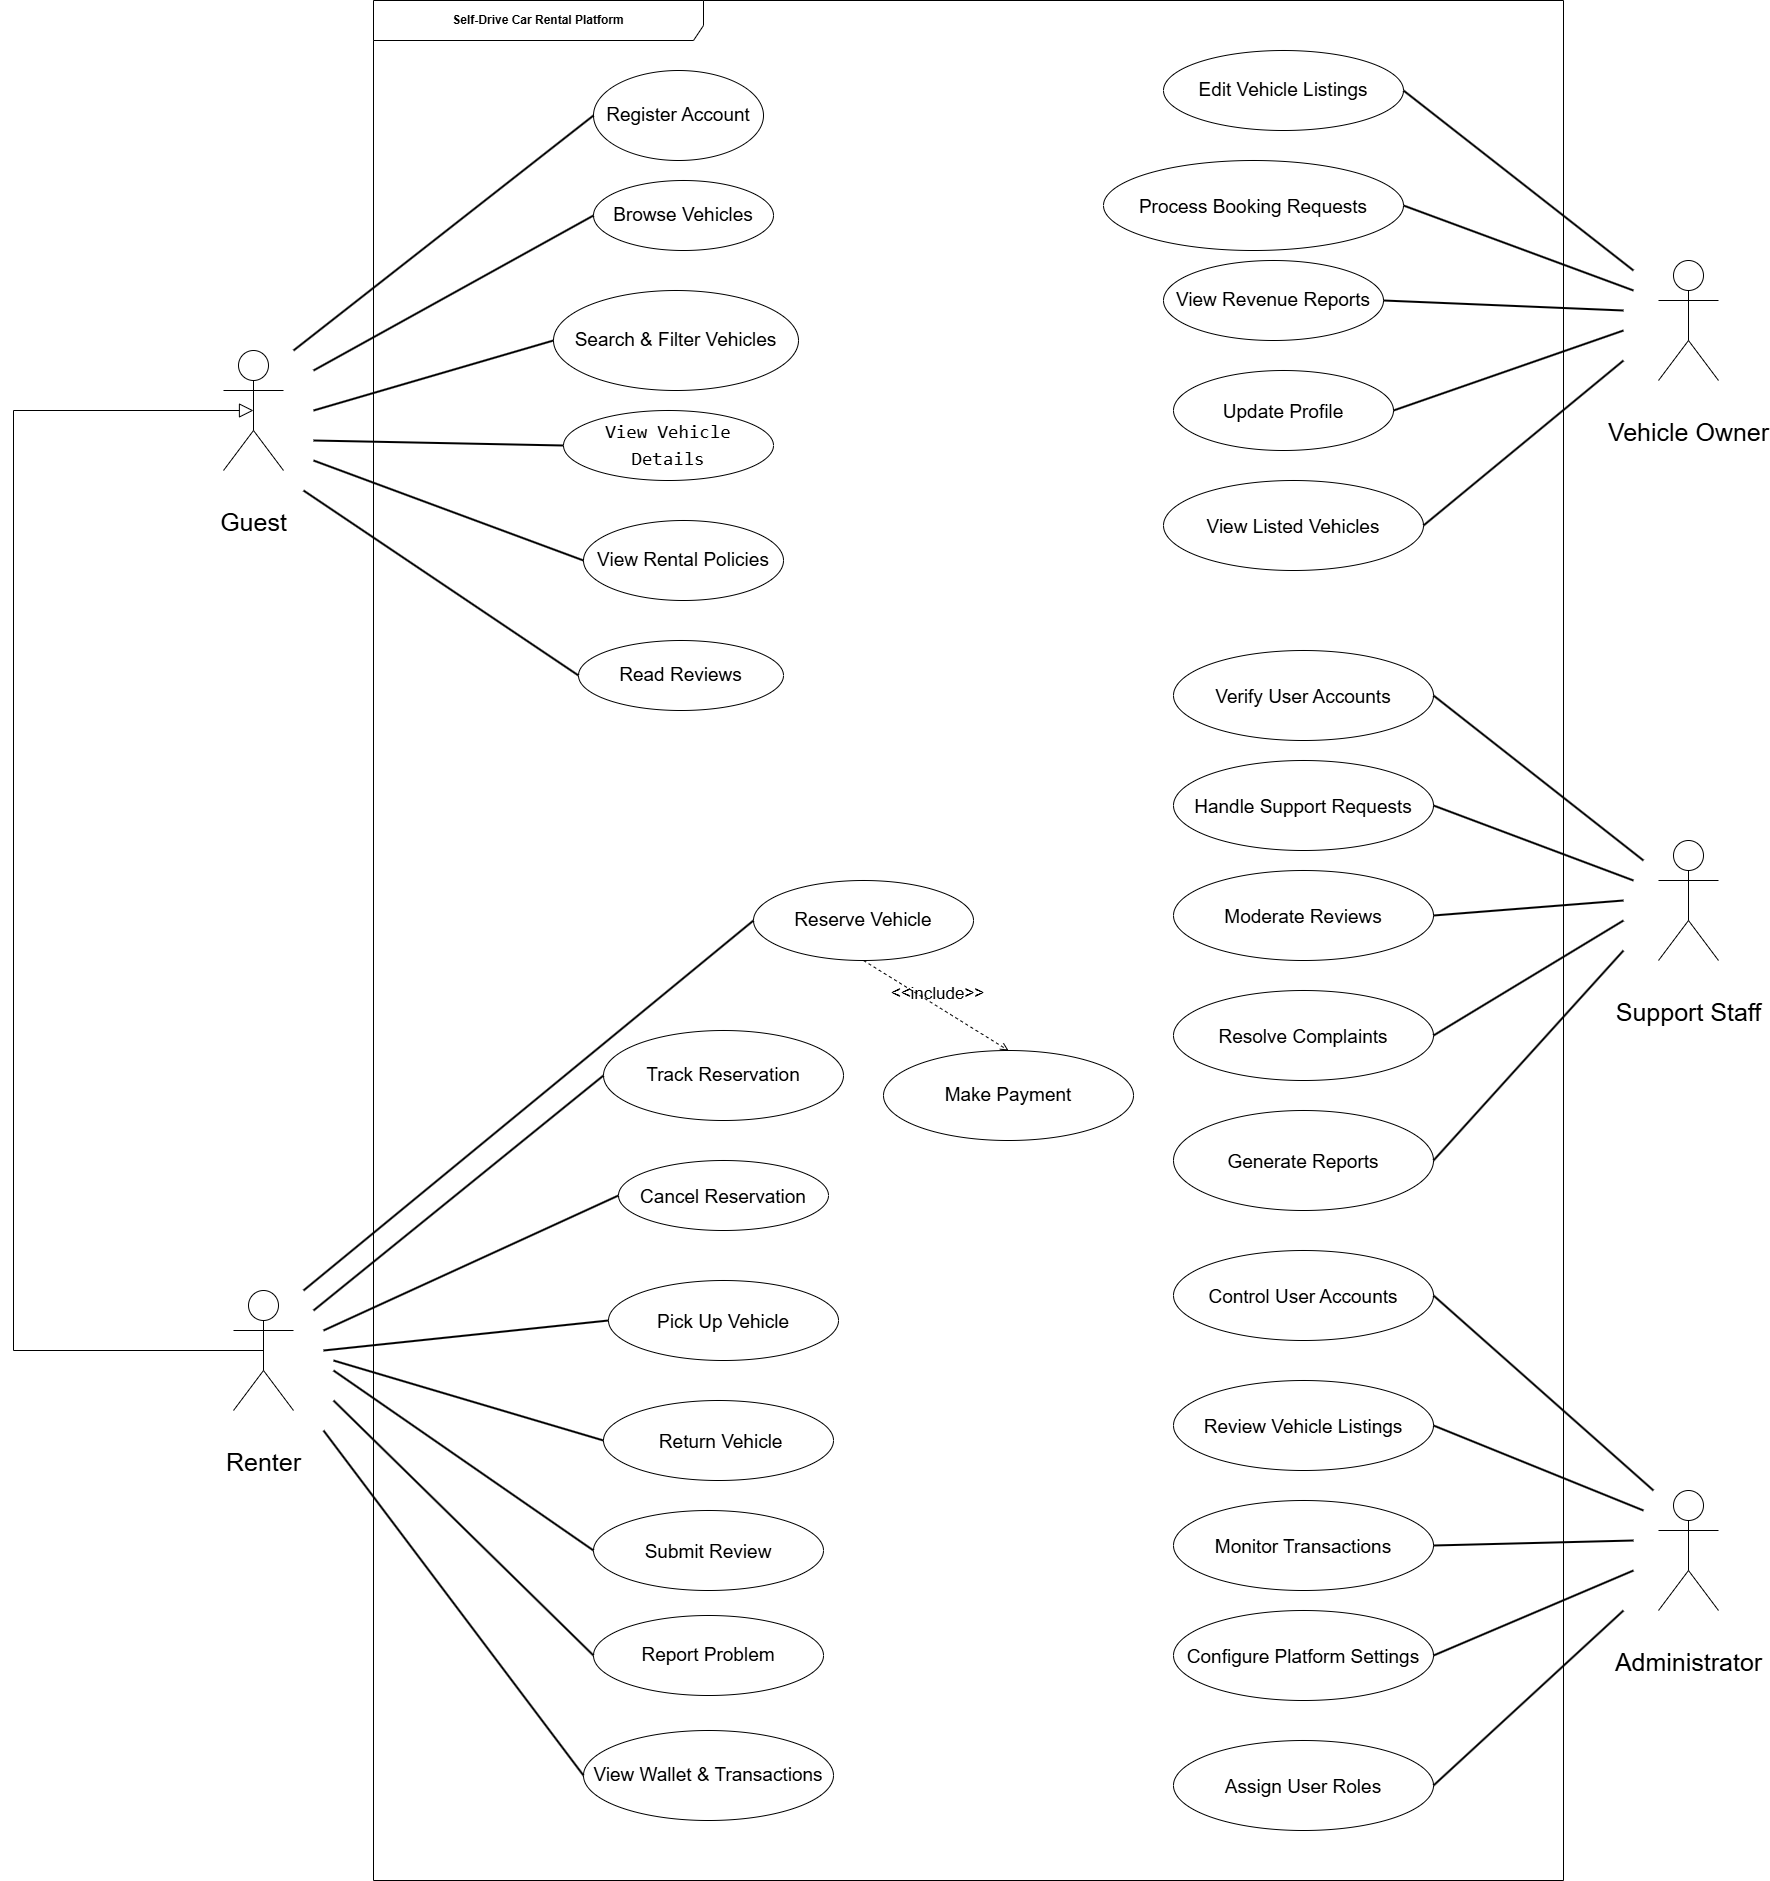 Self-Drive Car Rental Platform
Register Account
Browse Vehicles
Search & Filter Vehicles
View Vehicle
Details
View Rental Policies
Read Reviews
Guest
Edit Vehicle Listings
Process Booking Requests
View Revenue Reports
Update Profile
View Listed Vehicles
Vehicle Owner
Verify User Accounts
Handle Support Requests
Moderate Reviews
Resolve Complaints
Generate Reports
Support Staff
Reserve Vehicle
<<include>>
Make Payment
Track Reservation
Cancel Reservation
Pick Up Vehicle
Return Vehicle
Submit Review
Report Problem
View Wallet & Transactions
Renter
Control User Accounts
Review Vehicle Listings
Monitor Transactions
Configure Platform Settings
Assign User Roles
Administrator